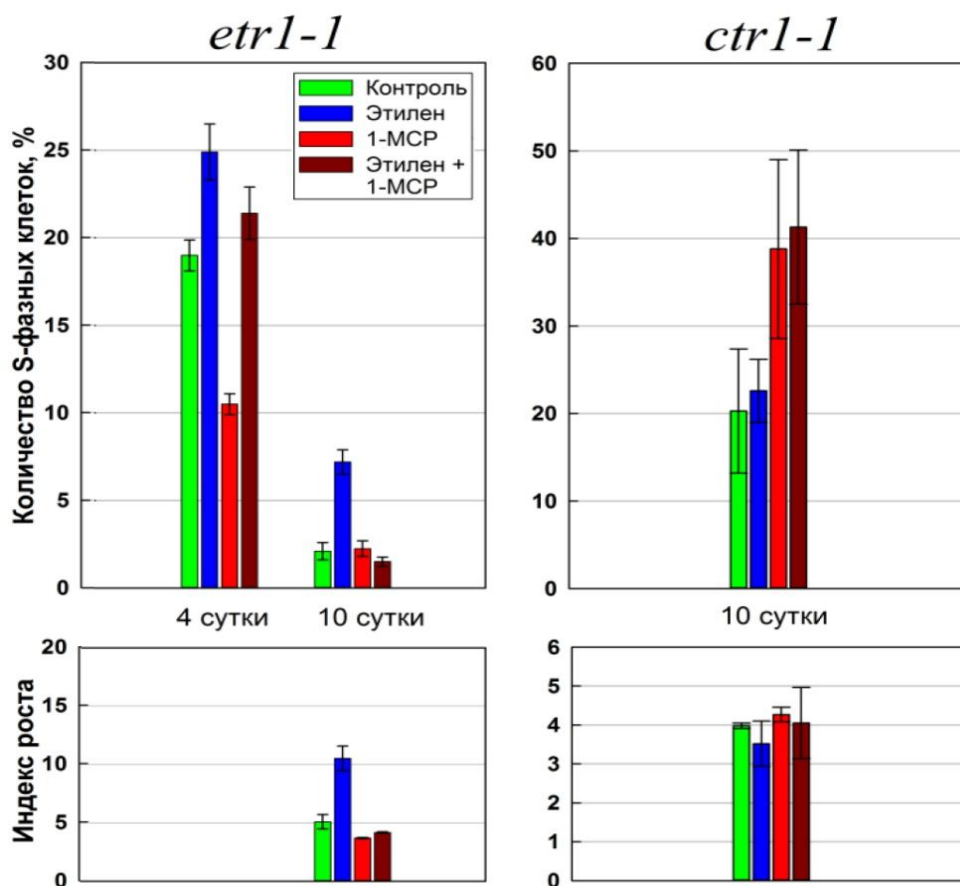 etr1-1
ctr1-1
Количество S-фазных клеток, %
30
25
20
15
10
5
0
Контроль
Этилен
1-MCP
Этилен +
1-MCP
4 сутки
10 сутки
60
50
40
30
20
10
0
10 сутки
Индекс роста
20
15
10
5
0
6
5
4
3
2
1
0